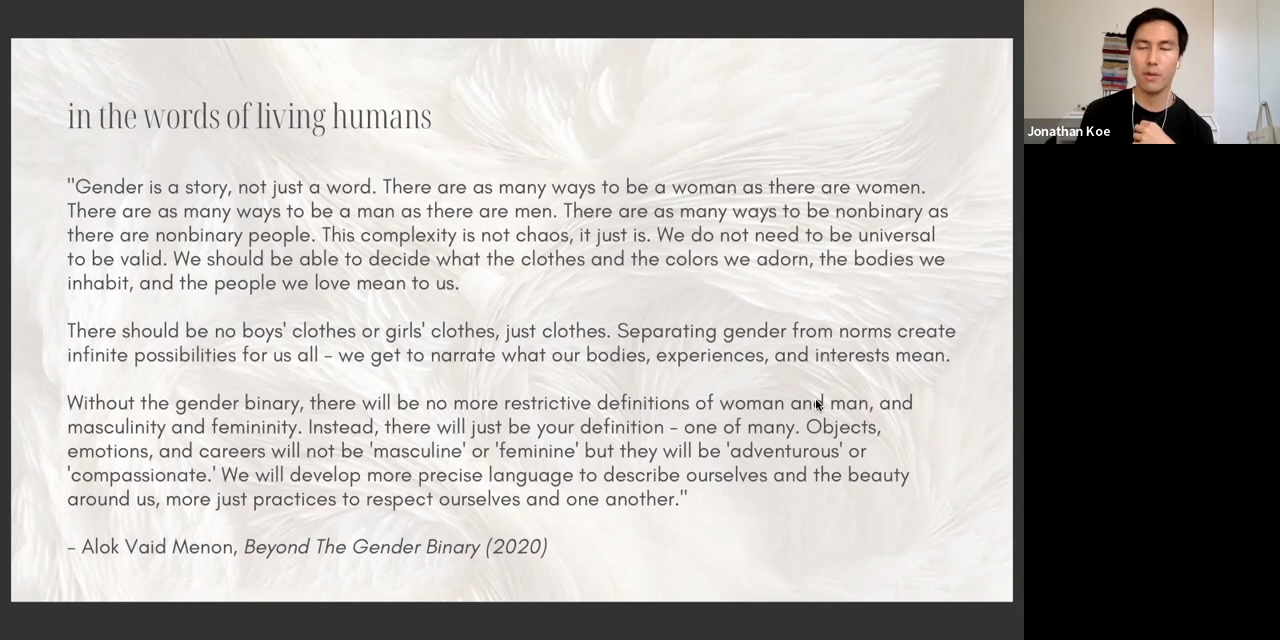 in the words of living humans
"Gender is a story, not just a word. There are as many ways to be a woman as there are women.
There are as many ways to be a man as there are men. There are as many ways to be nonbinary as
there are nonbinary people. This complexity is not chaos, it just is. We do not need to be universal
to be valid. We should be able to decide what the clothes and the colors we adorn, the bodies we
inhabit, and the people we love mean to us.
There should be no boys' clothes or girls' clothes, just clothes. Separating gender from norms create
infinite possibilities for us all – we get to narrate what our bodies, experiences, and interests mean.
Without the gender binary, there will be no more restrictive definitions of woman and man, and
masculinity and femininity. Instead, there will just be your definition – one of many. Objects,
emotions, and careers will not be 'masculine' or 'feminine' but they will be 'adventurous' or
'compassionate.' We will develop more precise language to describe ourselves and the beauty
around us, more just practices to respect ourselves and one another."
– Alok Vaid Menon, Beyond The Gender Binary (2020)
Jonathan Koe